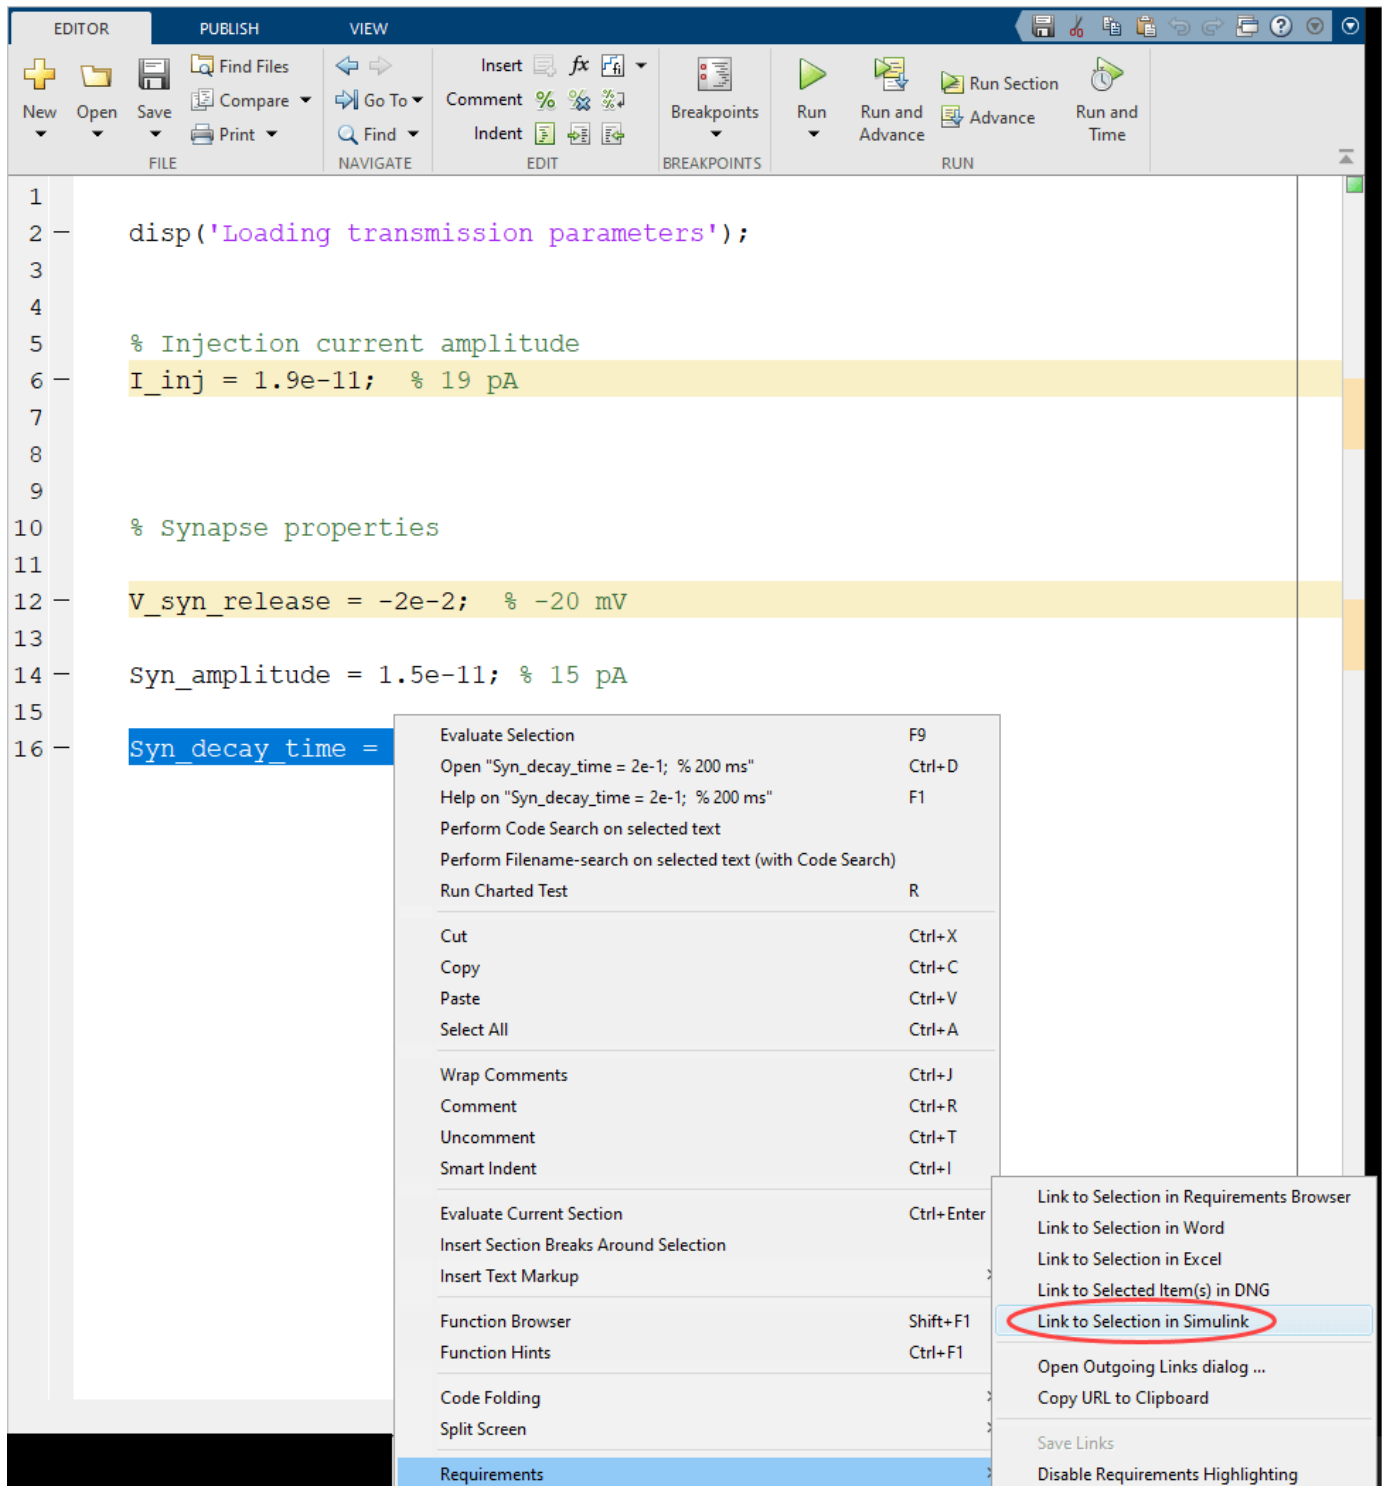 EDITOR PUBLISH VIEW
New Open Save Find Files Compare Print
FILE
Go To Find
NAVIGATE
Insert fx
Comment
Indent
EDIT
Breakpoints
BREAKPOINTS
Run Run and Advance Run Section Advance Run and Time
RUN
1
2 disp('Loading transmission parameters');
3
4
5 % Injection current amplitude
6 I_inj = 1.9e-11; % 19 pA
7
8
9
10 % Synapse properties
11
12 V_syn_release = -2e-2; % -20 mV
13
14 Syn_amplitude = 1.5e-11; % 15 pA
15
16 Syn_decay_time =
Evaluate Selection F9
Open "Syn_decay_time = 2e-1; % 200 ms" Ctrl+D
Help on "Syn_decay_time = 2e-1; % 200 ms" F1
Perform Code Search on selected text
Perform Filename-search on selected text (with Code Search)
Run Charted Test R
Cut Ctrl+X
Copy Ctrl+C
Paste Ctrl+V
Select All Ctrl+A
Wrap Comments Ctrl+J
Comment Ctrl+R
Uncomment Ctrl+T
Smart Indent Ctrl+I
Evaluate Current Section Ctrl+Enter
Insert Section Breaks Around Selection
Insert Text Markup
Function Browser Shift+F1
Function Hints Ctrl+F1
Code Folding
Split Screen
Requirements
Link to Selection in Requirements Browser
Link to Selection in Word
Link to Selection in Excel
Link to Selected Item(s) in DNG
Link to Selection in Simulink
Open Outgoing Links dialog ...
Copy URL to Clipboard
Save Links
Disable Requirements Highlighting